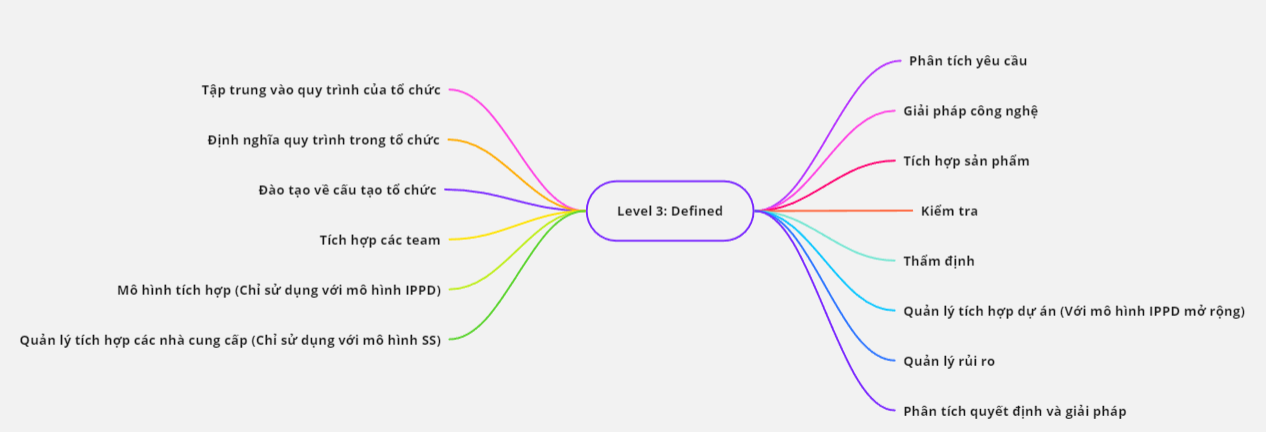 Tập trung vào quy trình của tổ chức
Định nghĩa quy trình trong tổ chức
Đào tạo về cấu tạo tổ chức
Tích hợp các team
Mô hình tích hợp (Chỉ sử dụng với mô hình IPPD)
Quản lý tích hợp các nhà cung cấp (Chỉ sử dụng với mô hình SS)
Level 3: Defined
Phân tích yêu cầu
Giải pháp công nghệ
Tích hợp sản phẩm
Kiểm tra
Thẩm định
Quản lý tích hợp dự án (Với mô hình IPPD mở rộng)
Quản lý rủi ro
Phân tích quyết định và giải pháp